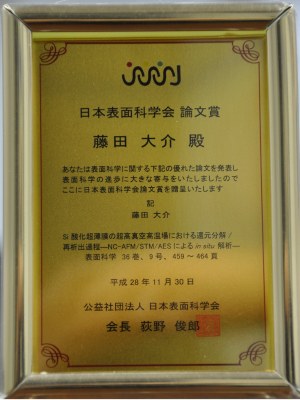 日本表面科学会 論文賞
藤田 大介 殿
あなたは表面科学に関する下記の優れた論文を発表し
表面科学の進歩に大きな寄与をいたしましたので
ここに日本表面科学会論文賞を贈呈いたします
記
藤田 大介
Si 酸化超薄膜の超高真空高温場における還元分解/
再析出過程—NC-AFM/STM/AESによる in situ 解析—
表面科学 36巻, 9号, 459〜464頁
平成 28年 11月 30日
公益社団法人 日本表面科学会
会長 荻野 俊郎